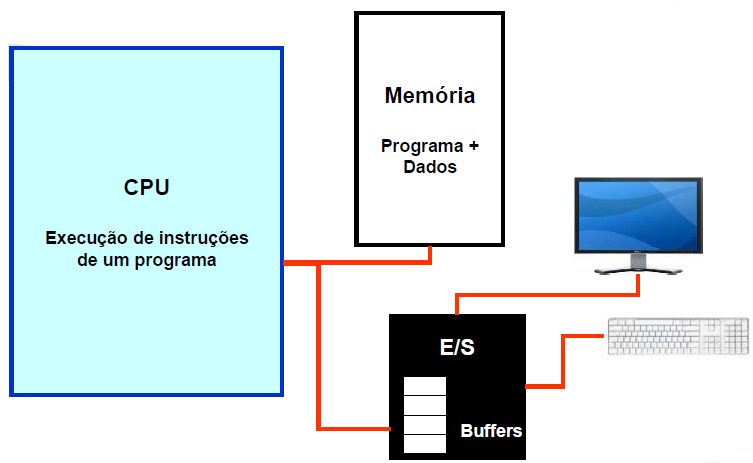 CPU
Execução de instruções
de um programa
Memória
Programa +
Dados
E/S
Buffers